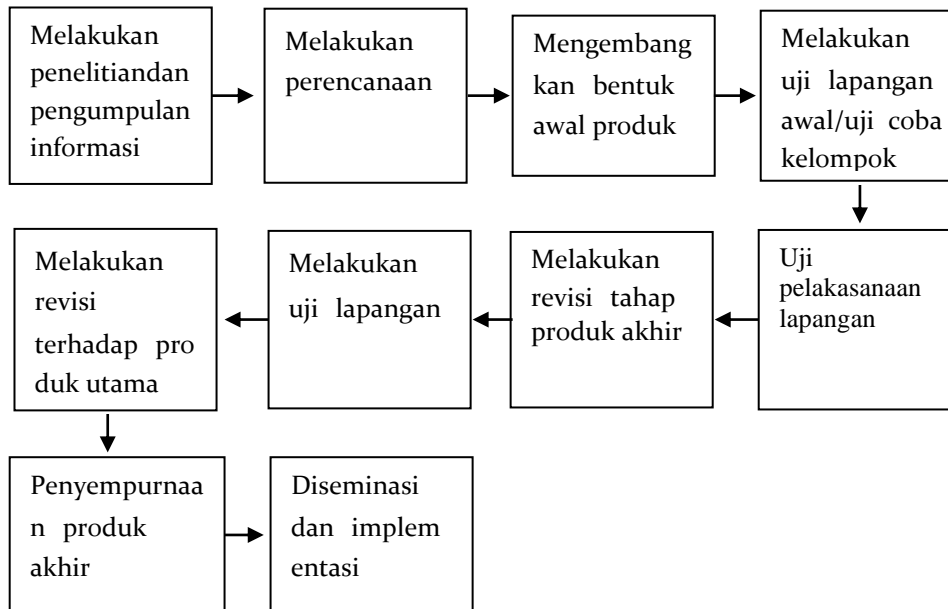 Melakukan
penelitiandan
pengumpulan
informasi
Melakukan
perencanaan
Mengembang
kan bentuk
awal produk
Melakukan
uji lapangan
awal/uji coba
kelompok
Uji
pelakasanaan
lapangan
Melakukan
revisi tahap
produk akhir
Melakukan
uji lapangan
Melakukan
revisi
terhadap pro
duk utama
Penyempurnaa
n produk
akhir
Diseminasi
dan implem
entasi